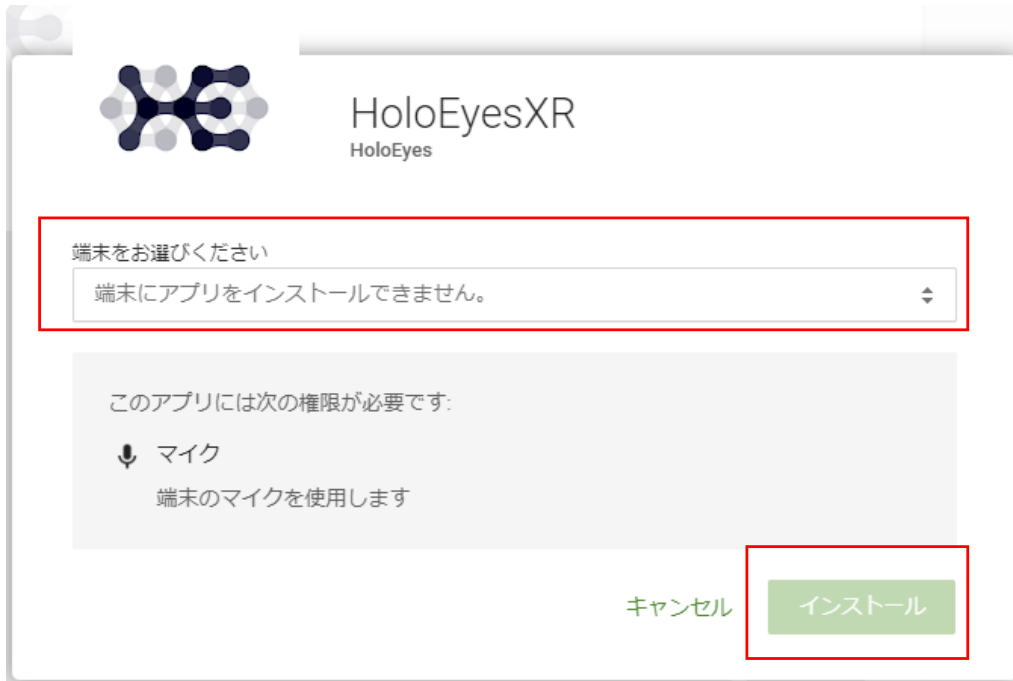 HoloEyesXR
HoloEyes
端末をお選びください
端末にアプリをインストールできません。
このアプリには次の権限が必要です:
マイク
端末のマイクを使用します
キャンセル インストール